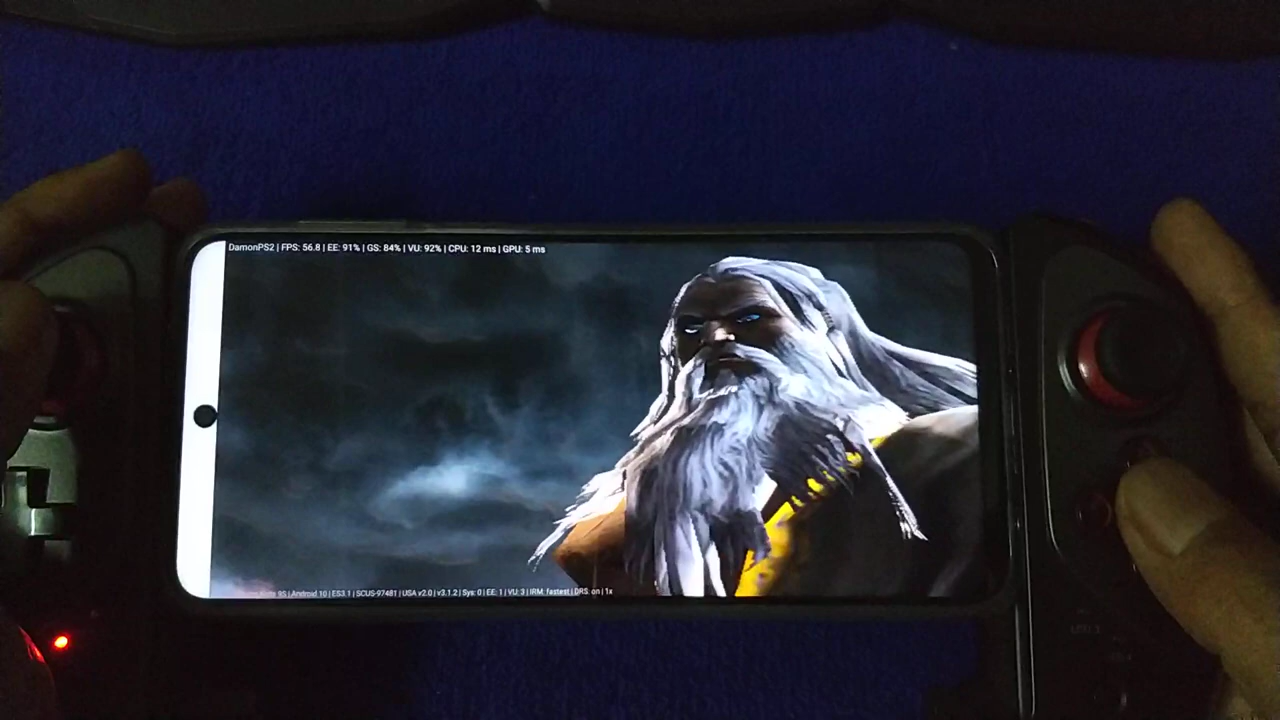 DamonPS2 | FPS: 56.8 | EE: 91% | GS: 84% | VU: 92% | CPU: 12 ms | GPU: 5 ms
9S | Android 10 | ES3.1 | SCUS-97481 | USA v2.0 | v3.1.2 | Sys: 0 | EE: 1 | VU: 3 | IRM: fastest | DRS: on | 1x